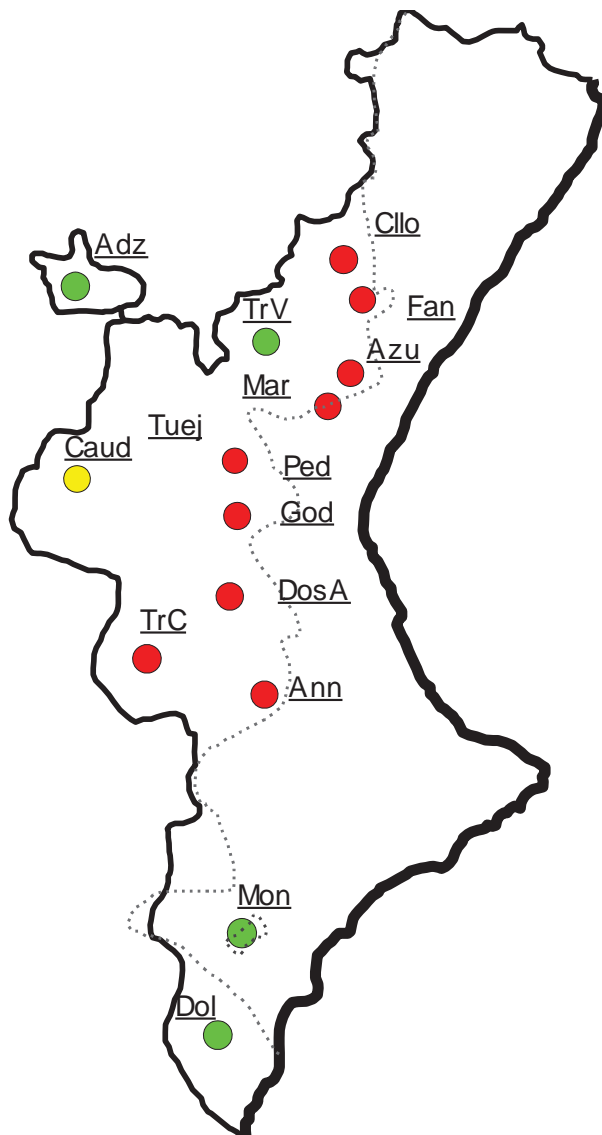 Cllo
Adz
Fan
TrV
Azu
Mar
Tuej
Caud
Ped
God
DosA
TrC
Ann
Mon
Dol